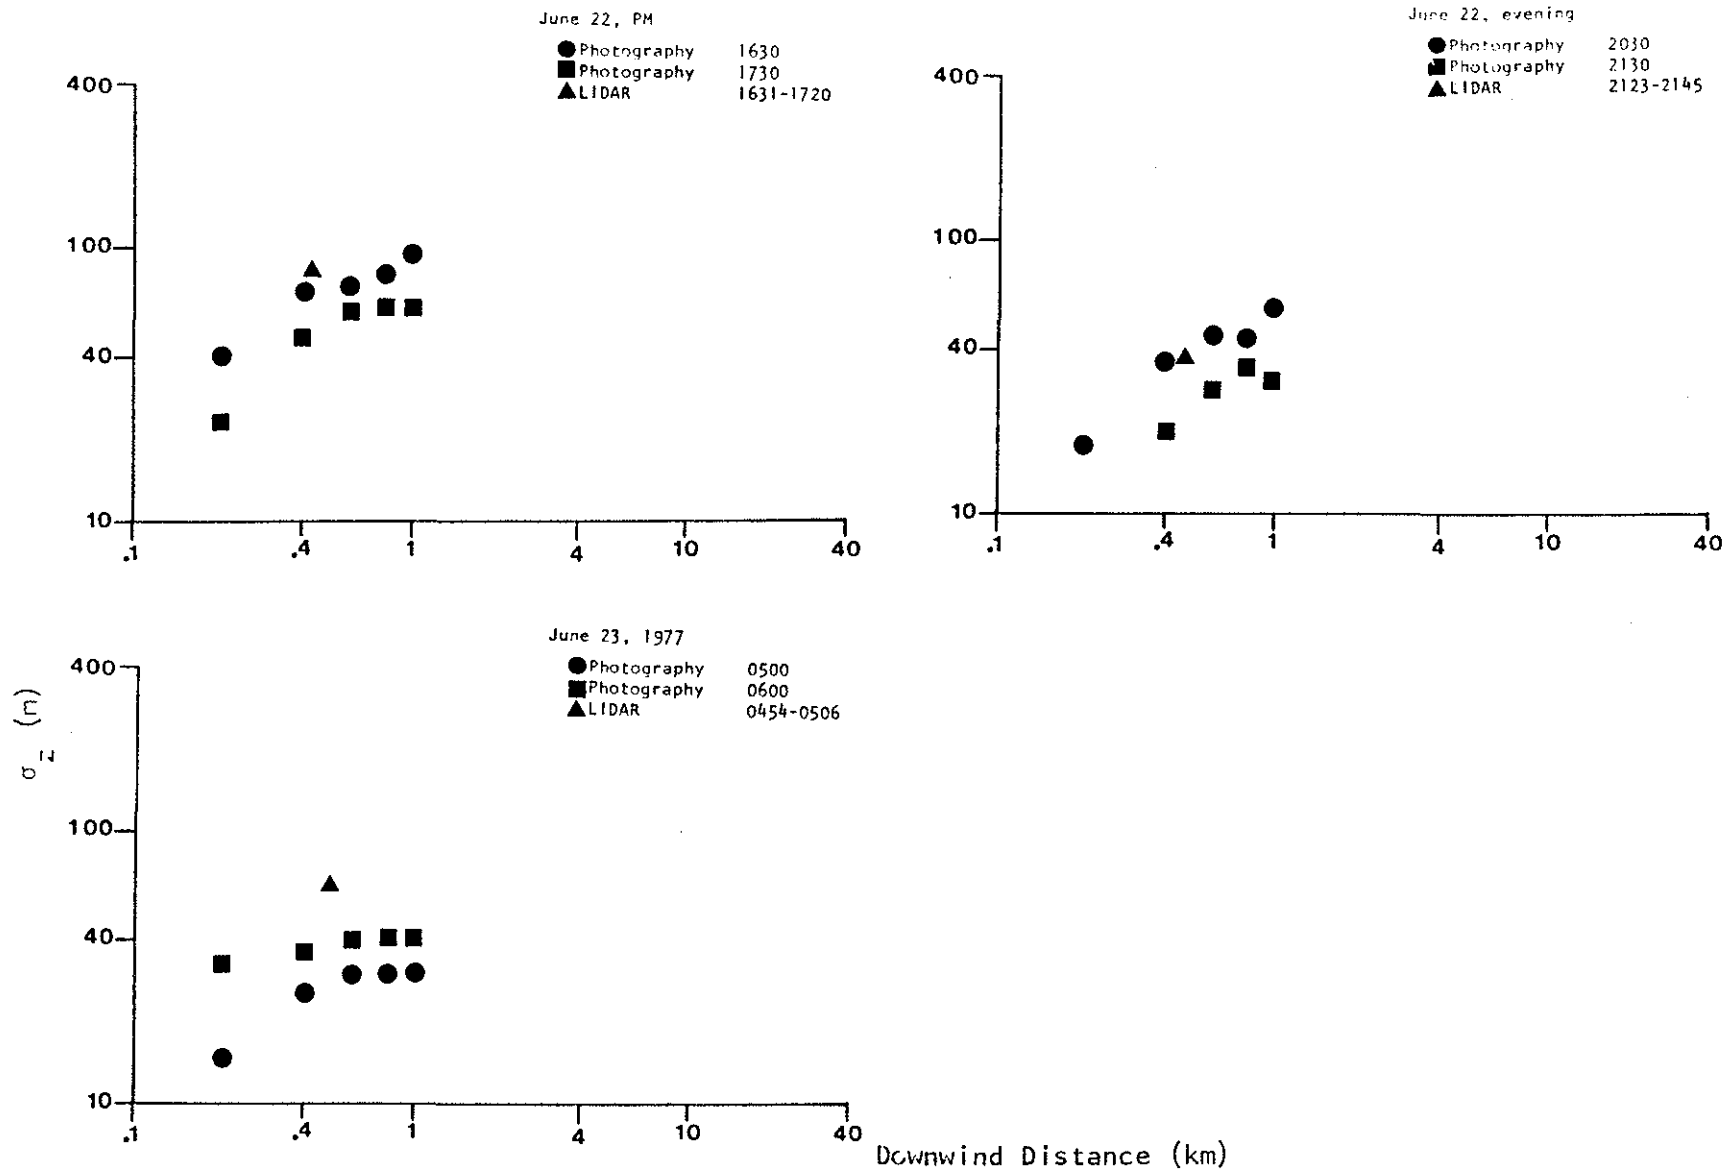 June 22, PM
Photography 1630
Photography 1730
LIDAR 1631-1720
400
100
40
10
.1 .4 1 4 10 40
June 22, evening
Photography 2030
Photography 2130
LIDAR 2123-2145
400
100
40
10
.1 .4 1 4 10 40
June 23, 1977
Photography 0500
Photography 0600
LIDAR 0454-0506
400
100
40
10
.1 .4 1 4 10 40
σz (m)
Downwind Distance (km)